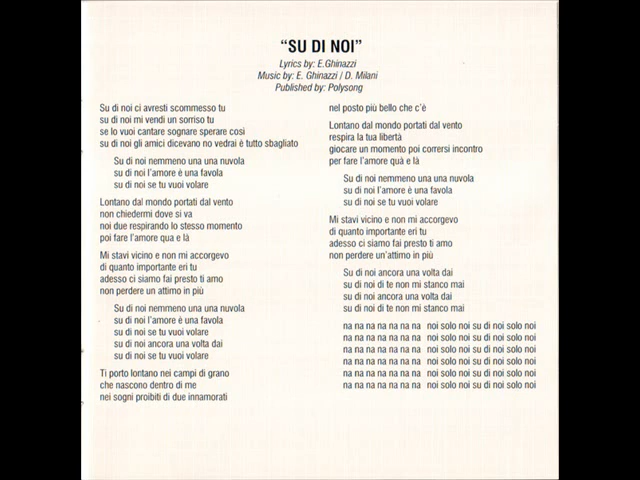 "SU DI NOI"
Lyrics by: E.Ghinazzi
Music by: E. Ghinazzi / D. Milani
Published by: Polysong
Su di noi ci avresti scommesso tu
su di noi mi vendi un sorriso tu
se lo vuoi cantare sognare sperare così
su di noi gli amici dicevano no vedrai è tutto sbagliato
Su di noi nemmeno una una nuvola
su di noi l'amore è una favola
su di noi se tu vuoi volare
Lontano dal mondo portati dal vento
non chiedermi dove si va
noi due respirando lo stesso momento
poi fare l'amore qua e là
Mi stavi vicino e non mi accorgevo
di quanto importante eri tu
adesso ci siamo fai presto ti amo
non perdere un attimo in più
Su di noi nemmeno una una nuvola
su di noi l'amore è una favola
su di noi se tu vuoi volare
su di noi ancora una volta dai
su di noi se tu vuoi volare
Ti porto lontano nei campi di grano
che nascono dentro di me
nei sogni proibiti di due innamorati
nel posto più bello che c'è
Lontano dal mondo portati dal vento
respira la tua libertà
giocare un momento poi corrersi incontro
per fare l'amore quà e là
Su di noi nemmeno una una nuvola
su di noi l'amore è una favola
su di noi se tu vuoi volare
Mi stavi vicino e non mi accorgevo
di quanto importante eri tu
adesso ci siamo fai presto ti amo
non perdere un'attimo in più
Su di noi ancora una volta dai
su di noi di te non mi stanco mai
su di noi ancora una volta dai
su di noi di te non mi stanco mai
na na na na na na na noi solo noi su di noi solo noi
na na na na na na na noi solo noi su di noi solo noi
na na na na na na na noi solo noi su di noi solo noi
na na na na na na na noi solo noi su di noi solo noi
na na na na na na na noi solo noi su di noi solo noi
na na na na na na na noi solo noi su di noi solo noi